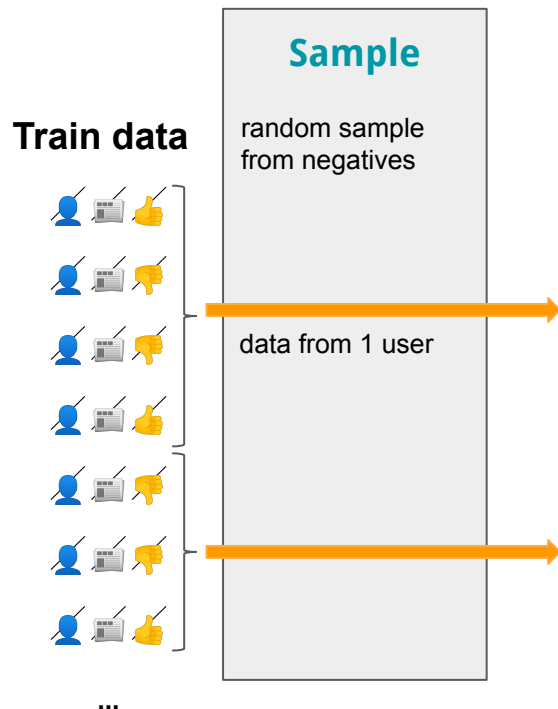 Sample
Train data
random sample
from negatives
data from 1 user
...